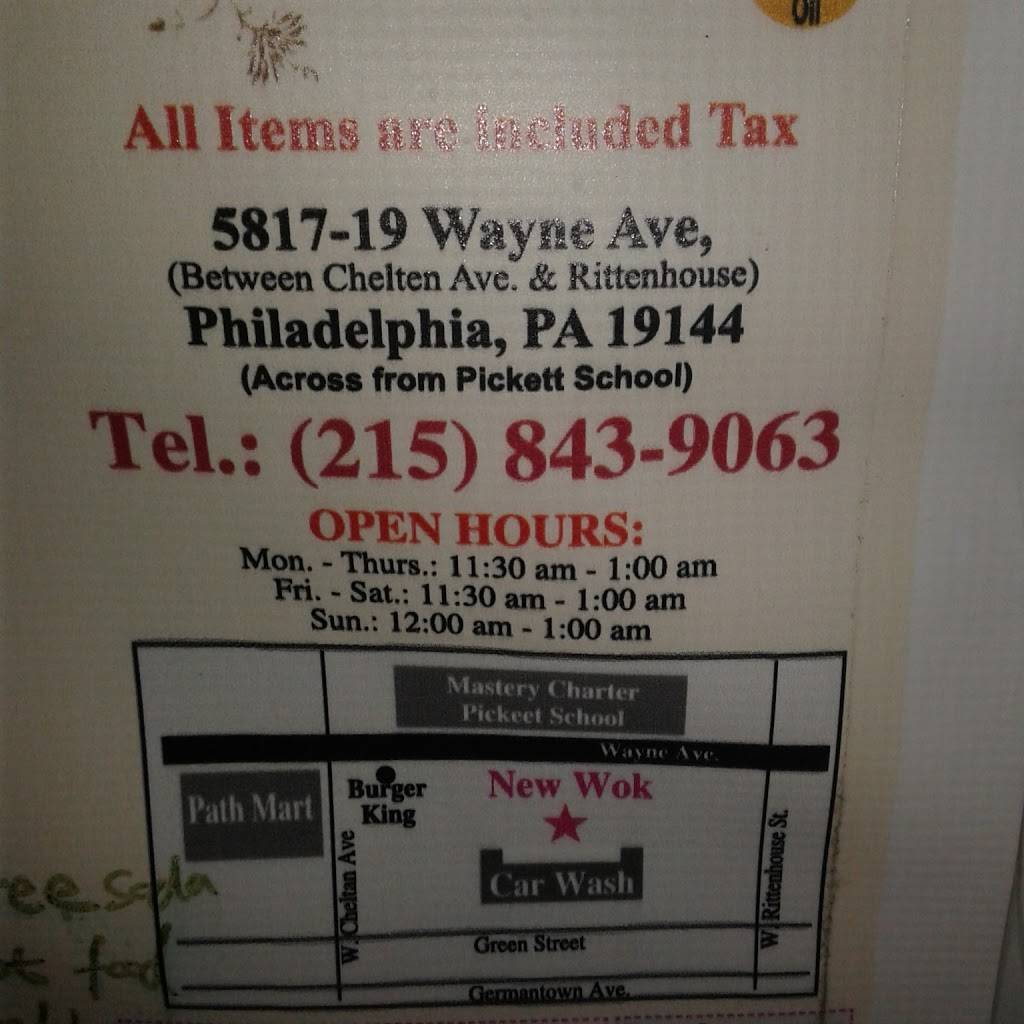 All Items are included Tax
5817-19 Wayne Ave,
(Between Chelten Ave. & Rittenhouse)
Philadelphia, PA 19144
(Across from Pickett School)
Tel.: (215) 843-9063
OPEN HOURS:
Mon. - Thurs.: 11:30 am - 1:00 am
Fri. - Sat.: 11:30 am - 1:00 am
Sun.: 12:00 am - 1:00 am
Mastery Charter
Pickeet School
Wayne Ave.
Path Mart
Burger
King
New Wok
Car Wash
W. Cheltan Ave
W. Rittenhouse St.
Green Street
Germantown Ave.
soda